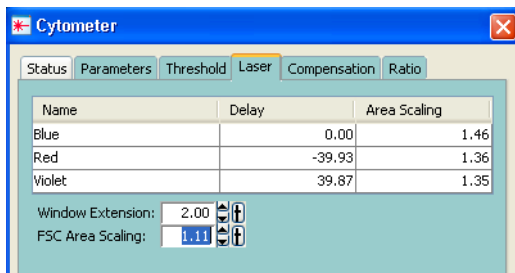 Cytometer
Status Parameters Threshold Laser Compensation Ratio
Name Delay Area Scaling
Blue 0.00 1.46
Red -39.93 1.36
Violet 39.87 1.35
Window Extension: 2.00
FSC Area Scaling: 1.11